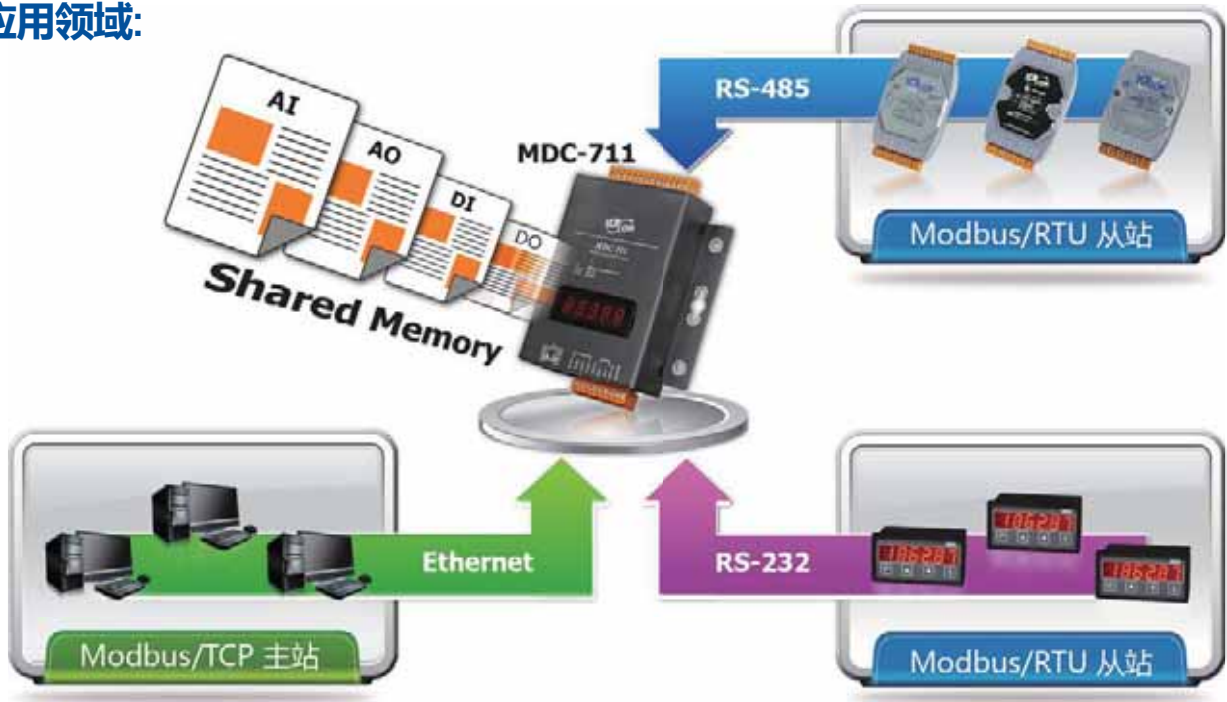 应用领域:
RS-485
AI
AO
DI
DO
MDC-711
Modbus/RTU 从站
Shared Memory
Ethernet
RS-232
Modbus/TCP 主站
Modbus/RTU 从站